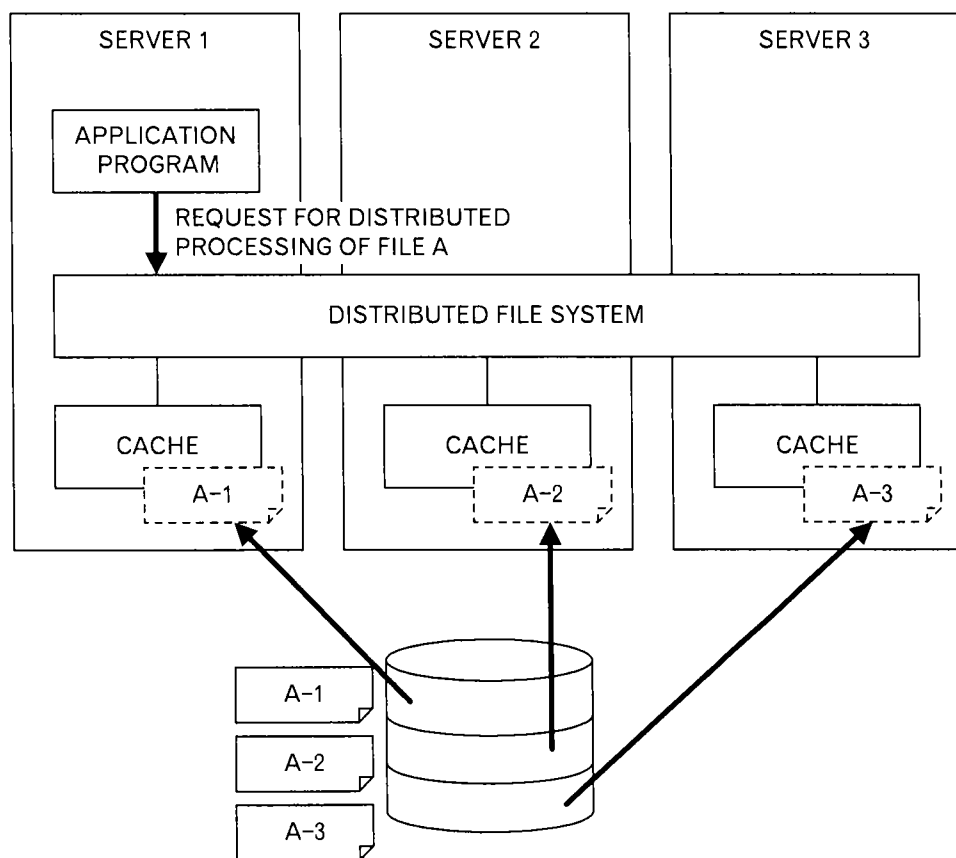 SERVER 1
SERVER 2
SERVER 3
APPLICATION
PROGRAM
REQUEST FOR DISTRIBUTED
PROCESSING OF FILE A
DISTRIBUTED FILE SYSTEM
CACHE
CACHE
CACHE
A-1
A-2
A-3
A-1
A-2
A-3